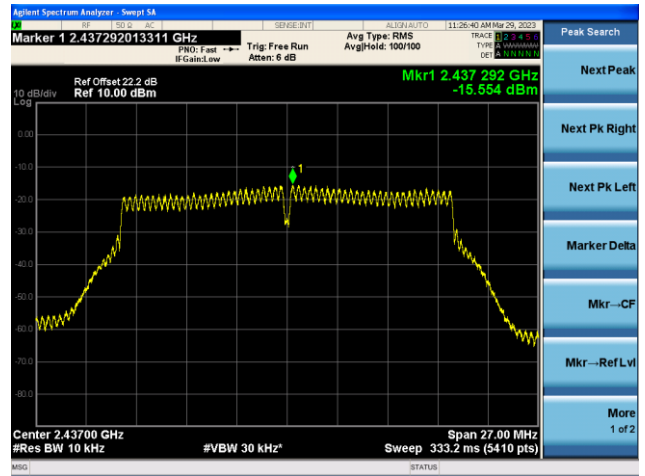 Agilent Spectrum Analyzer - Swept SA
RF 50 Ω AC SENSE:INT ALIGN AUTO 11:26:40 AM Mar 29, 2023
Marker 1 2.437292013311 GHz
PNO: Fast
IFGain:Low
Trig: Free Run
Atten: 6 dB
Avg Type: RMS
Avg|Hold: 100/100
TRACE 1 2 3 4 5 6
TYPE A
DET A N N N N N
Peak Search
Ref Offset 22.2 dB
Ref 10.00 dBm
10 dB/div
Log
Mkr1 2.437 292 GHz
-15.554 dBm
0.00
-10.0
-20.0
-30.0
-40.0
-50.0
-60.0
-70.0
-80.0
1
Next Peak
Next Pk Right
Next Pk Left
Marker Delta
Mkr→CF
Mkr→Ref Lvl
More
1 of 2
Center 2.43700 GHz
#Res BW 10 kHz
#VBW 30 kHz*
Span 27.00 MHz
Sweep 333.2 ms (5410 pts)
MSG
STATUS